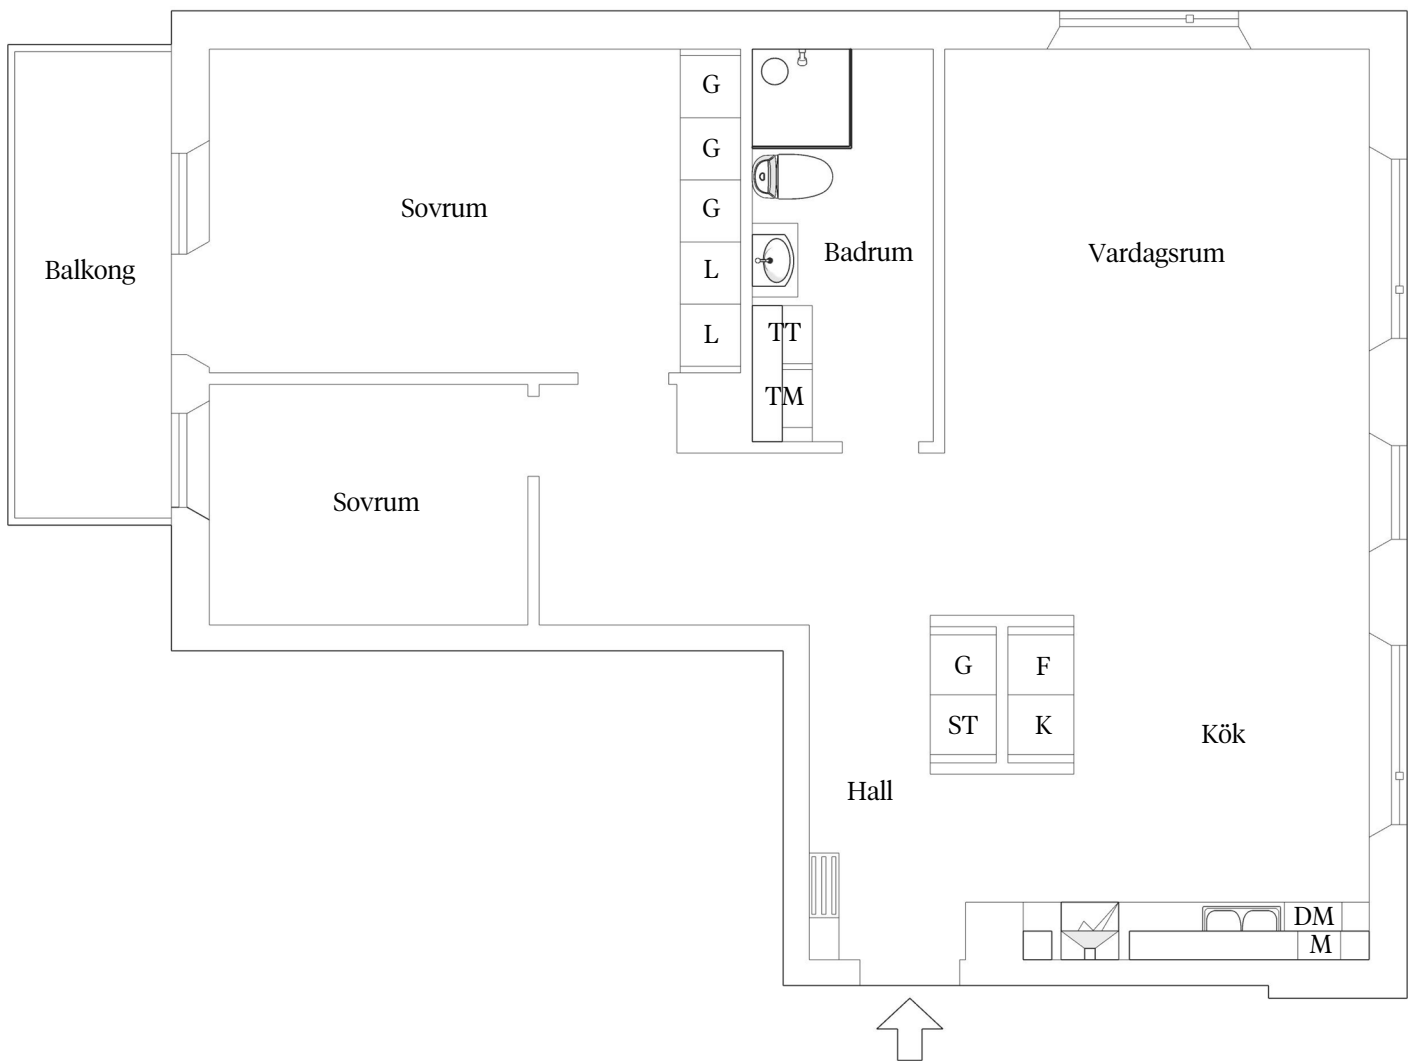 G
G
Sovrum
G
Badrum
Vardagsrum
Balkong
L
L
TT
TM
Sovrum
G
F
ST
K
Kök
Hall
DM
M